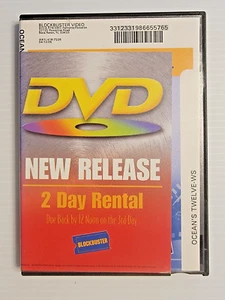 BLOCKBUSTER VIDEO
3312331986655765
OCEAN
DVD
NEW RELEASE
2 Day Rental
Due Back by 12 Noon on the 3rd Day
BLOCKBUSTER
OCEAN'S TWELVE-WS